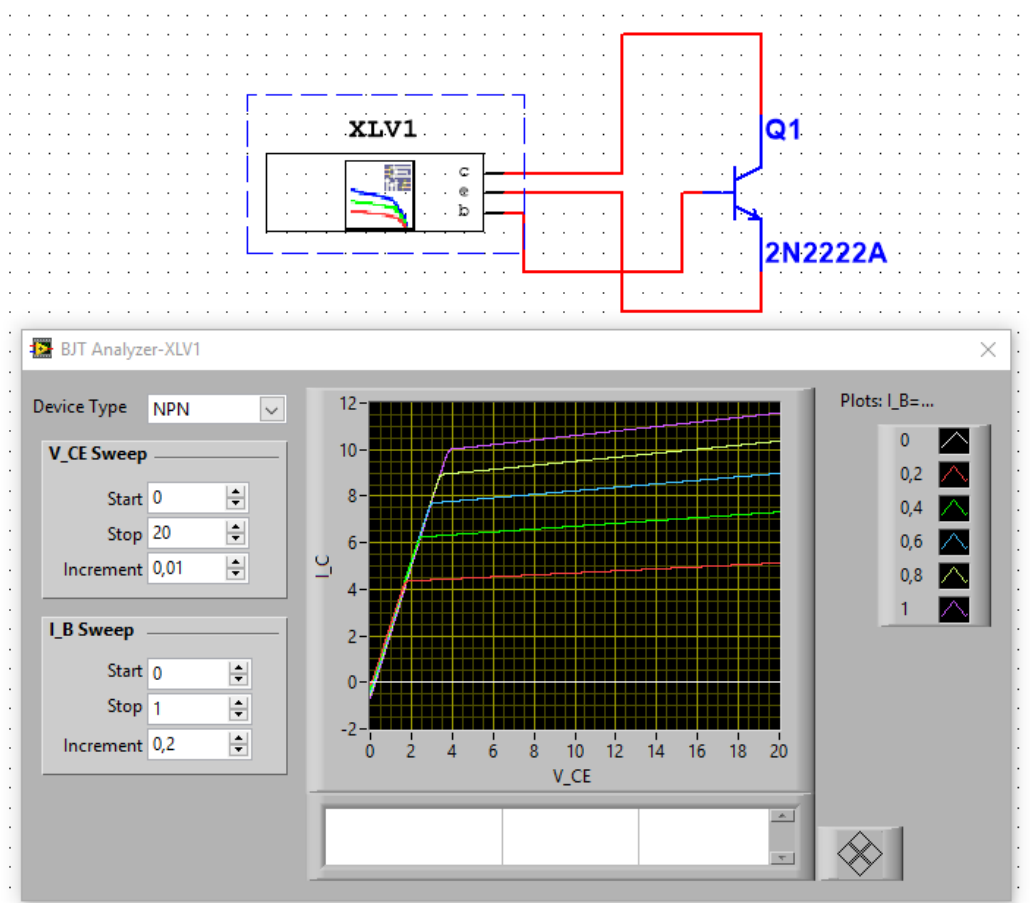 XLV1
c
e
b
Q1
2N2222A
BJT Analyzer-XLV1
Device Type NPN
V_CE Sweep
Start 0
Stop 20
Increment 0,01
I_B Sweep
Start 0
Stop 1
Increment 0,2
12
10
8
6
4
2
0
-2
I_C
0 2 4 6 8 10 12 14 16 18 20
V_CE
Plots: I_B=...
0
0,2
0,4
0,6
0,8
1